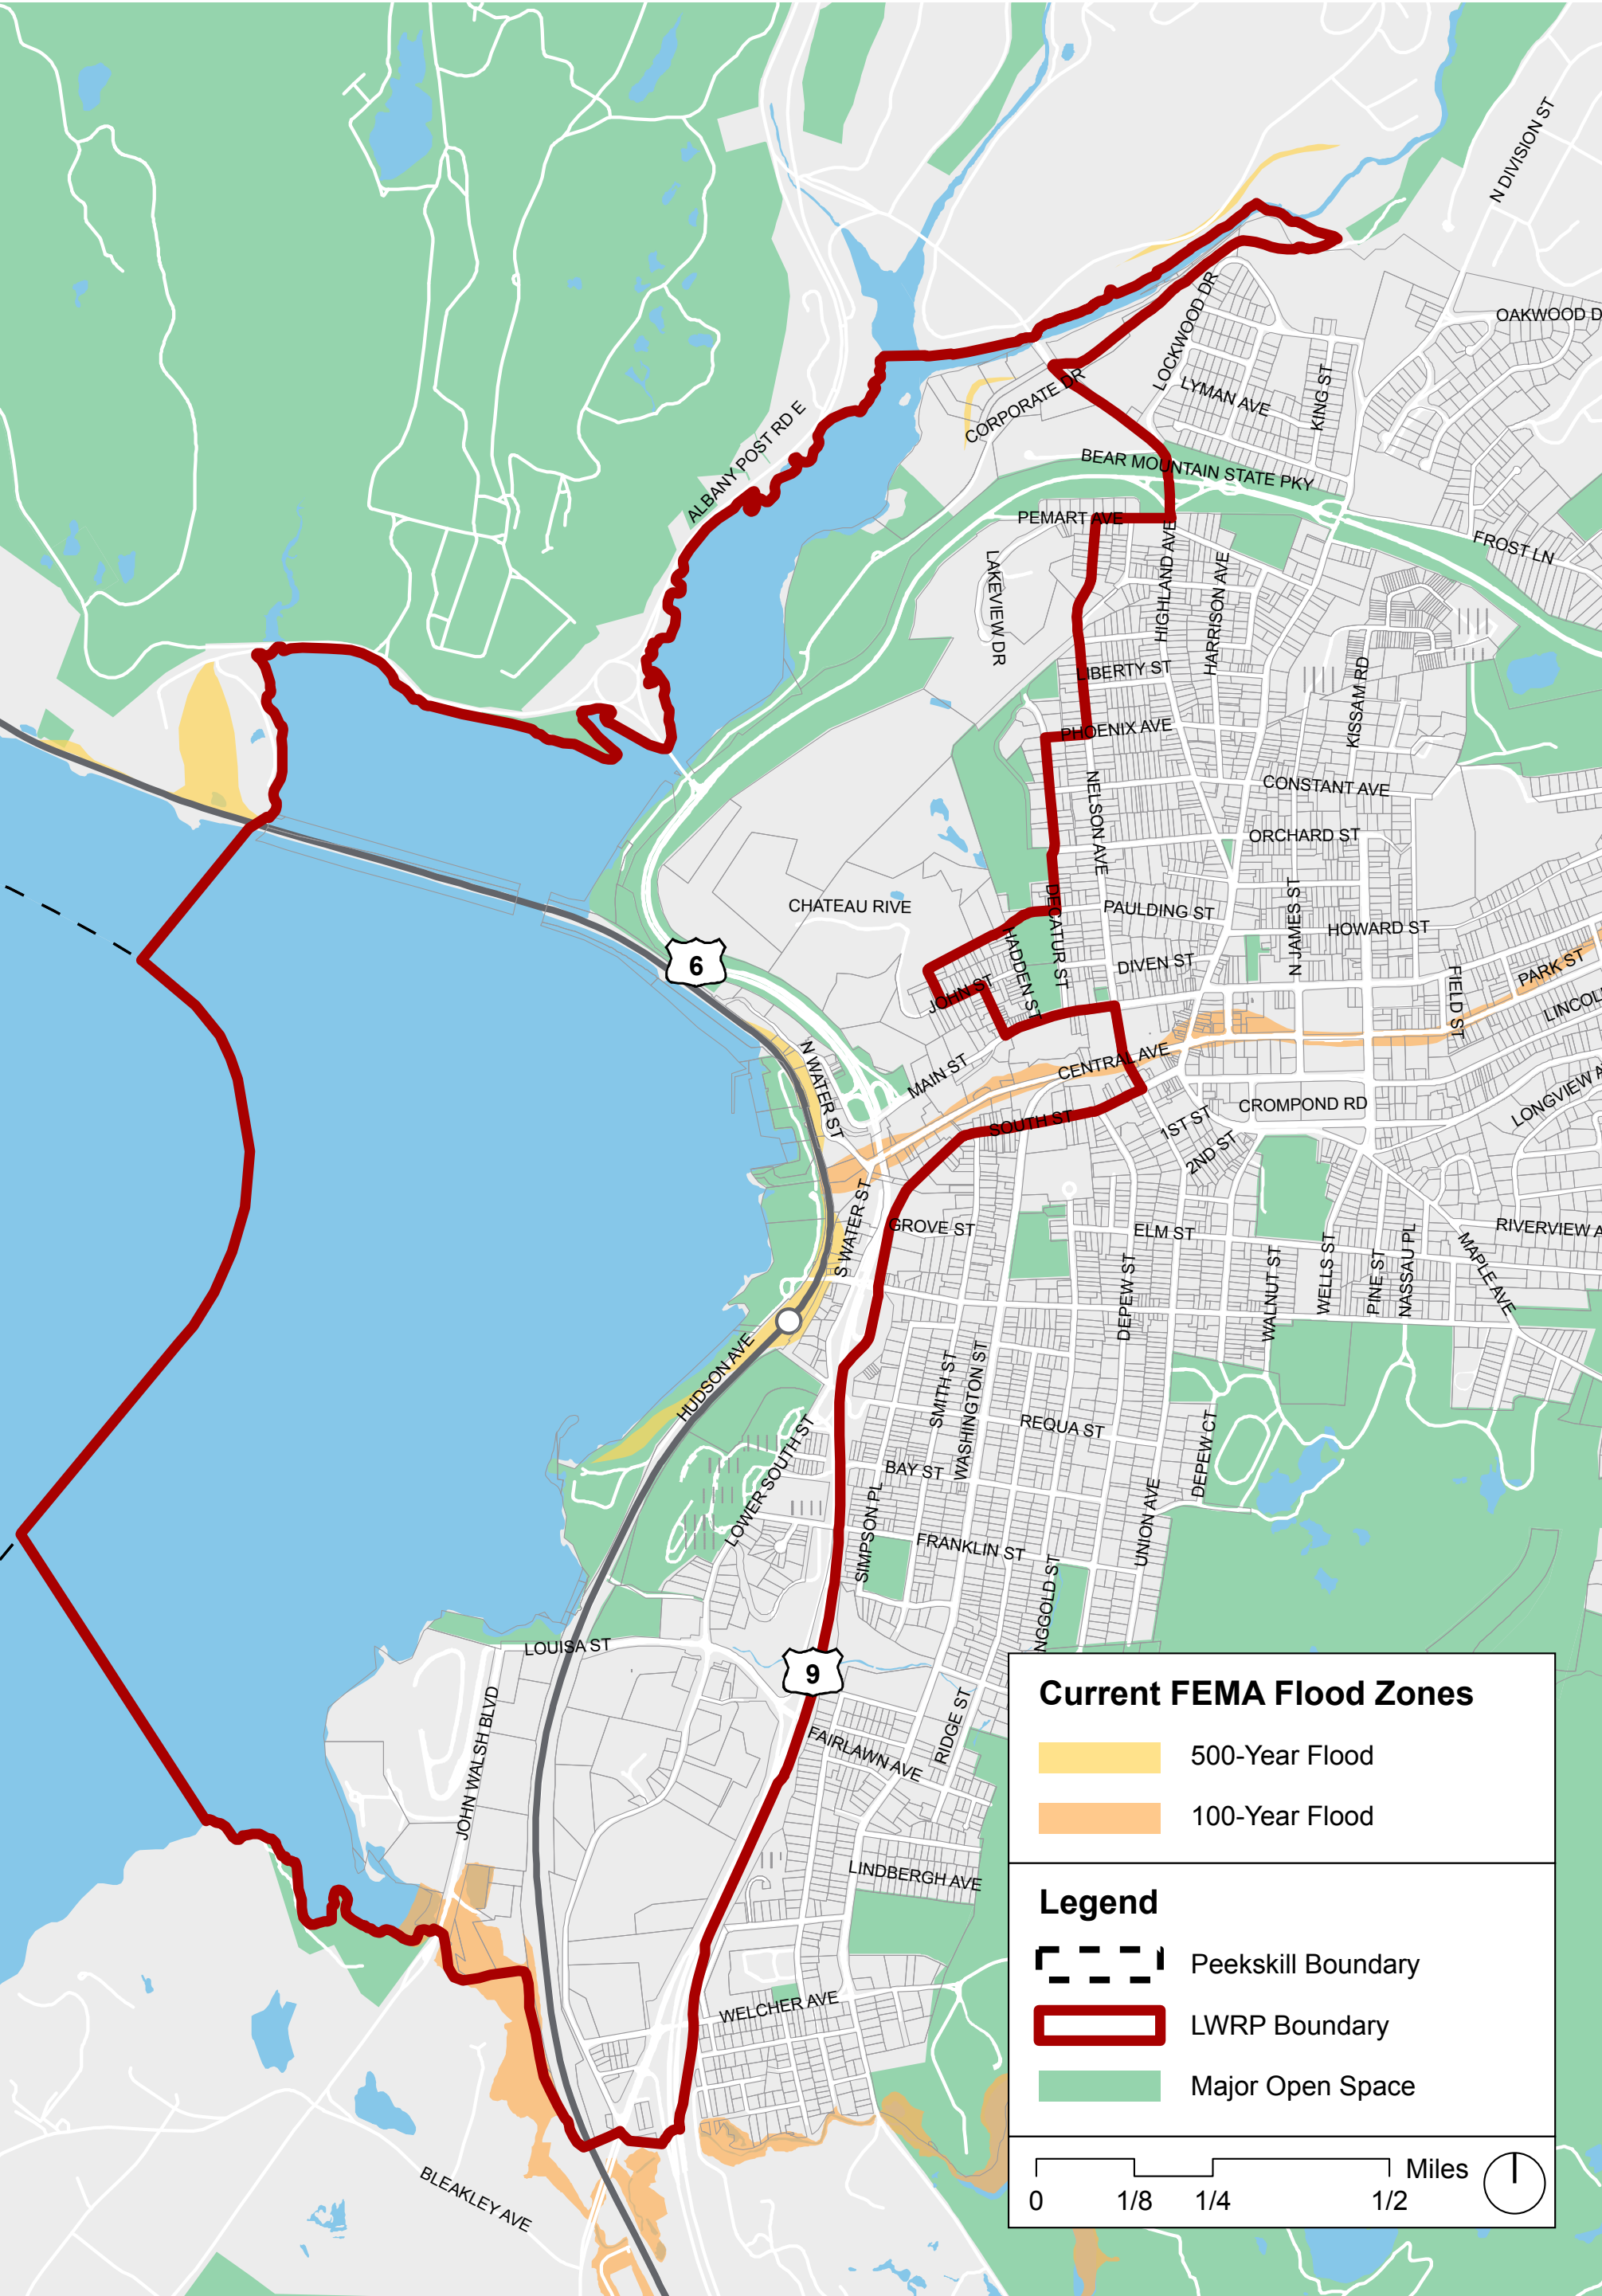 N DIVISION ST
OAKWOOD D
LOCKWOOD DR
LYMAN AVE
KING ST
CORPORATE DR
ALBANY POST RD E
BEAR MOUNTAIN STATE PKY
PEMART AVE
FROST LN
LAKEVIEW DR
HIGHLAND AVE
HARRISON AVE
LIBERTY ST
KISSAM RD
PHOENIX AVE
NELSON AVE
CONSTANT AVE
ORCHARD ST
CHATEAU RIVE
DECATUR ST
PAULDING ST
N JAMES ST
HOWARD ST
HADDEN ST
DIVEN ST
FIELD ST
PARK ST
LINCOL
6
JOHN ST
N WATER ST
MAIN ST
CENTRAL AVE
SOUTH ST
1ST ST
2ND ST
CROMPOND RD
LONGVIEW A
S WATER ST
GROVE ST
ELM ST
DEPEW ST
WALNUT ST
WELLS ST
PINE ST
NASSAU PL
MAPLE AVE
RIVERVIEW A
HUDSON AVE
SMITH ST
WASHINGTON ST
REQUA ST
DEPEW CT
LOWER SOUTH ST
BAY ST
SIMPSON PL
FRANKLIN ST
UNION AVE
NGGOLD ST
LOUISA ST
9
JOHN WALSH BLVD
FAIRLAWN AVE
RIDGE ST
LINDBERGH AVE
WELCHER AVE
BLEAKLEY AVE
Current FEMA Flood Zones
500-Year Flood
100-Year Flood
Legend
Peekskill Boundary
LWRP Boundary
Major Open Space
Miles
0 1/8 1/4 1/2